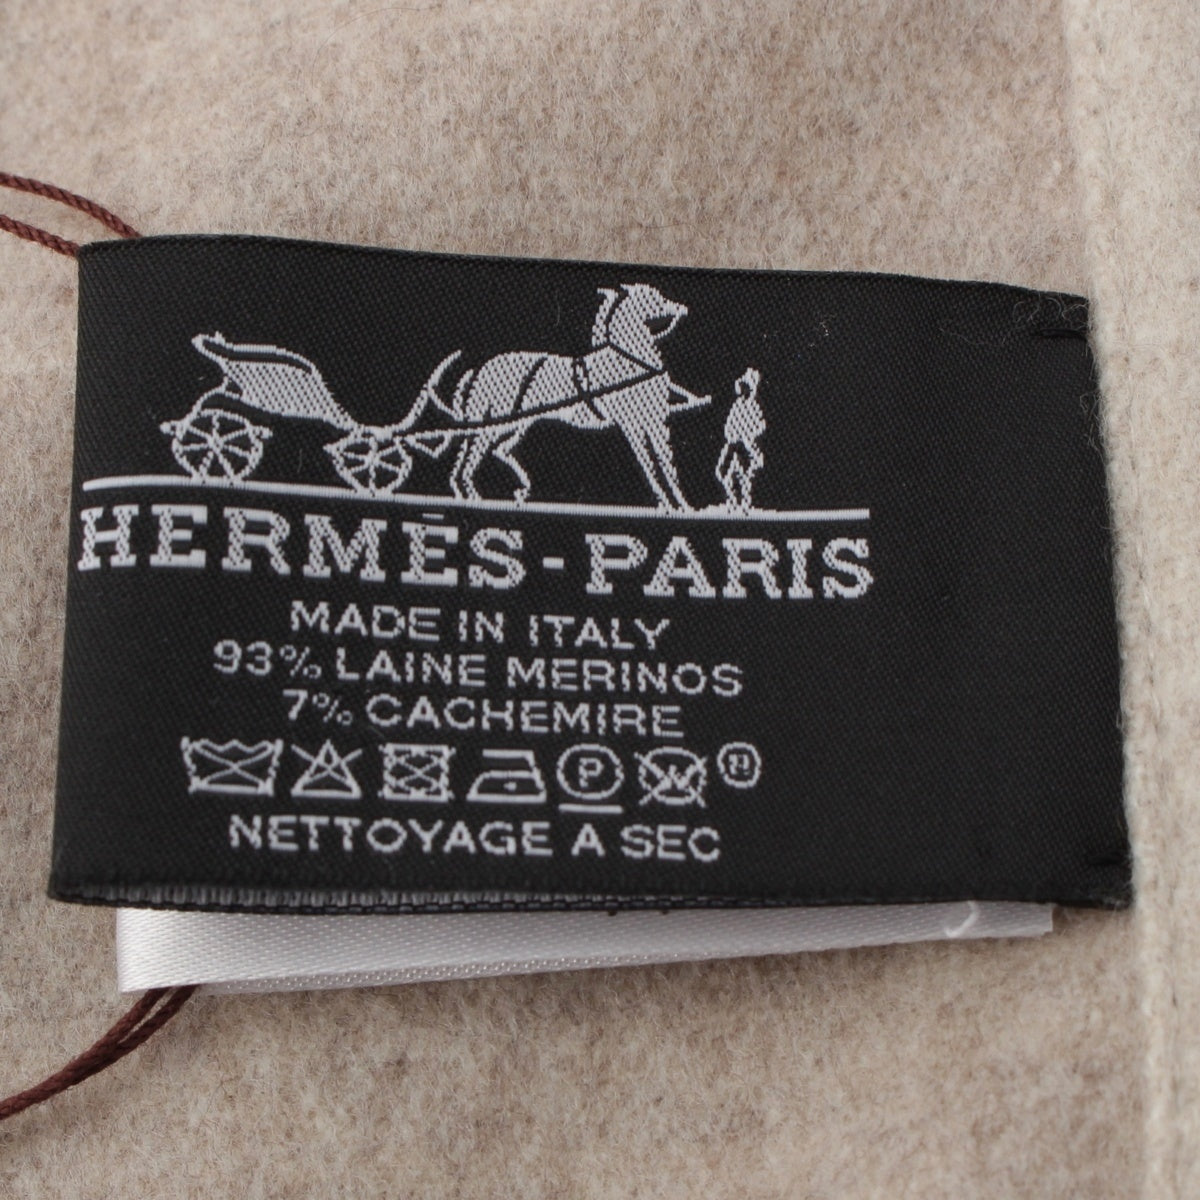 HERMÈS-PARIS
MADE IN ITALY
93% LAINE MERINOS
7% CACHEMIRE
P W
NETTOYAGE A SEC